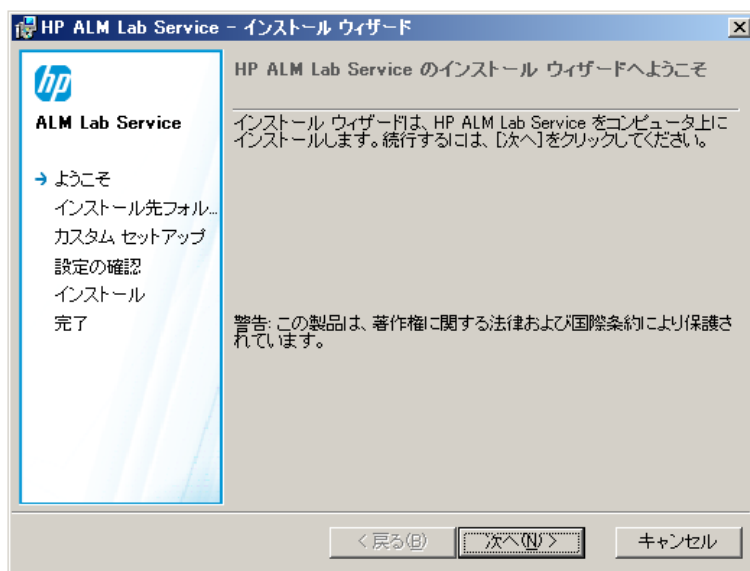 HP ALM Lab Service - インストール ウィザード
hp
ALM Lab Service
ようこそ
インストール先フォル...
カスタム セットアップ
設定の確認
インストール
完了
HP ALM Lab Service のインストール ウィザードへようこそ
インストール ウィザードは、HP ALM Lab Service をコンピュータ上に
インストールします。続行するには、[次へ]をクリックしてください。
警告: この製品は、著作権に関する法律および国際条約により保護さ
れています。
< 戻る(B)
次へ(N) >
キャンセル